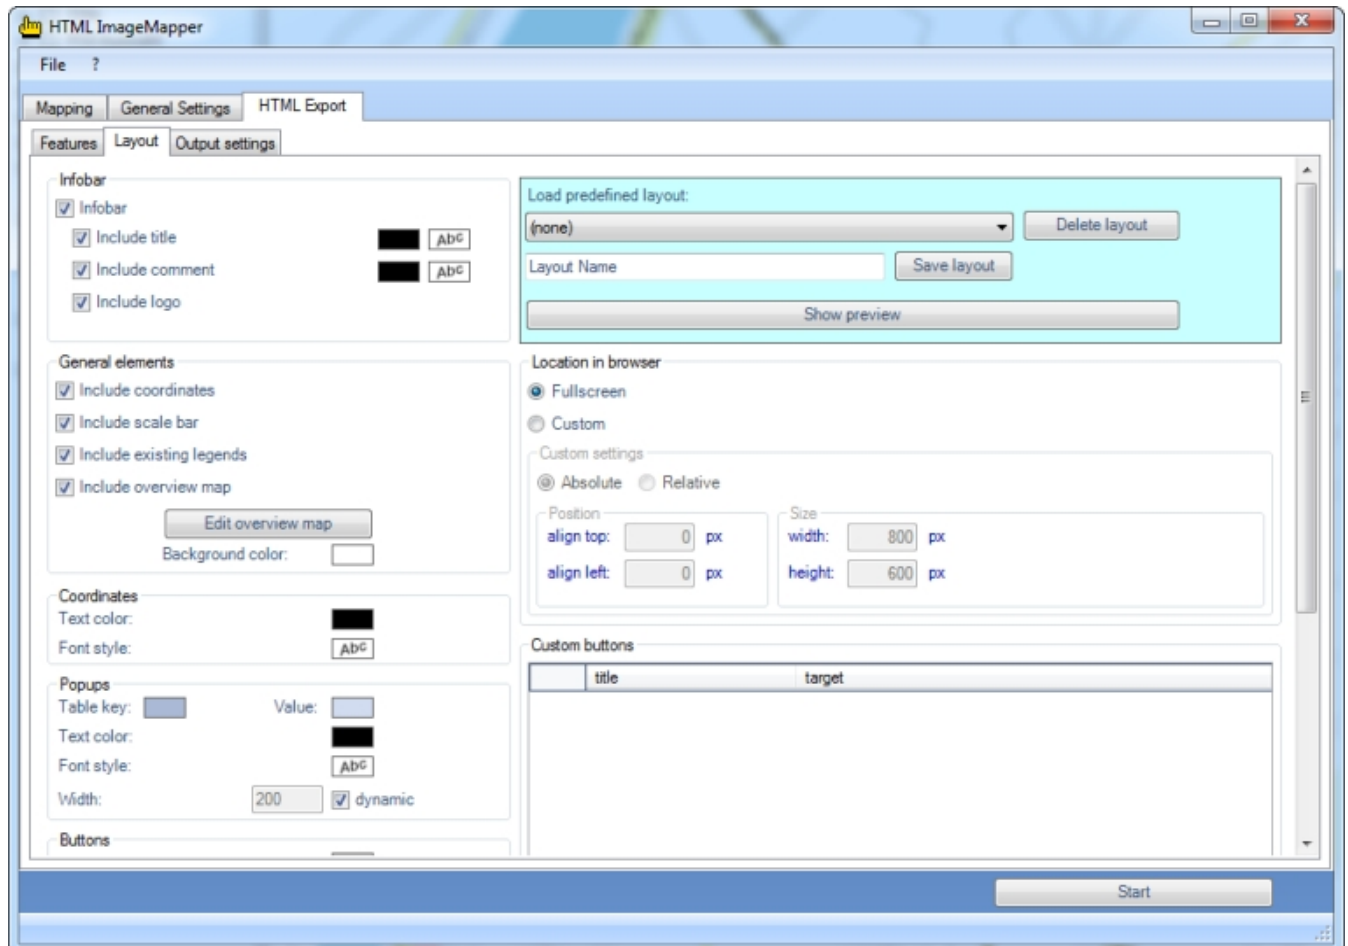 HTML ImageMapper
File ?
Mapping General Settings HTML Export
Features Layout Output settings
Infobar
Infobar
Include title Abc
Include comment Abc
Include logo
Load predefined layout:
(none) Delete layout
Layout Name Save layout
Show preview
General elements
Include coordinates
Include scale bar
Include existing legends
Include overview map
Edit overview map
Background color:
Location in browser
Fullscreen
Custom
Custom settings
Absolute Relative
Position
align top: 0 px
align left: 0 px
Size
width: 800 px
height: 600 px
Coordinates
Text color:
Font style: Abc
Popups
Table key: Value:
Text color:
Font style: Abc
Width: 200 dynamic
Buttons
Custom buttons
title target
Start